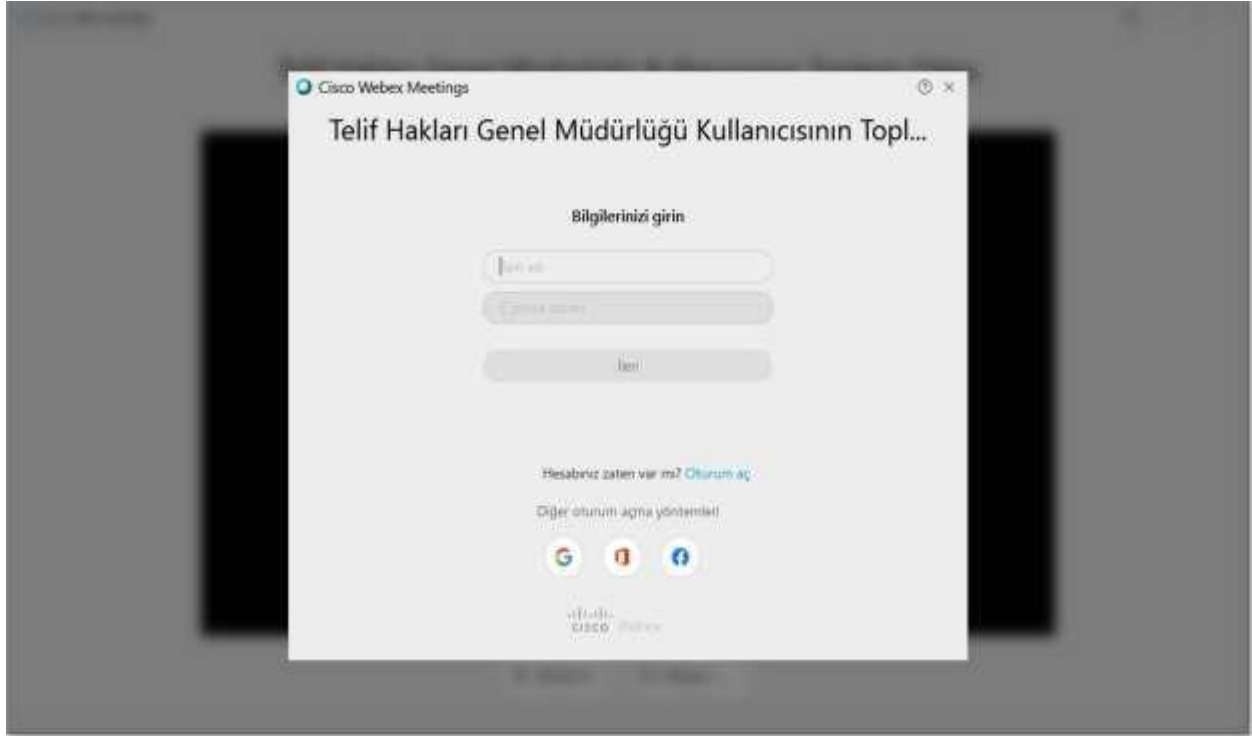 Cisco Webex Meetings
Telif Hakları Genel Müdürlüğü Kullanıcısının Topl...
Bilgilerinizi girin
İleri
Hesabınız zaten var mı? Oturum aç
Diğer oturum açma yöntemleri
CISCO Webex